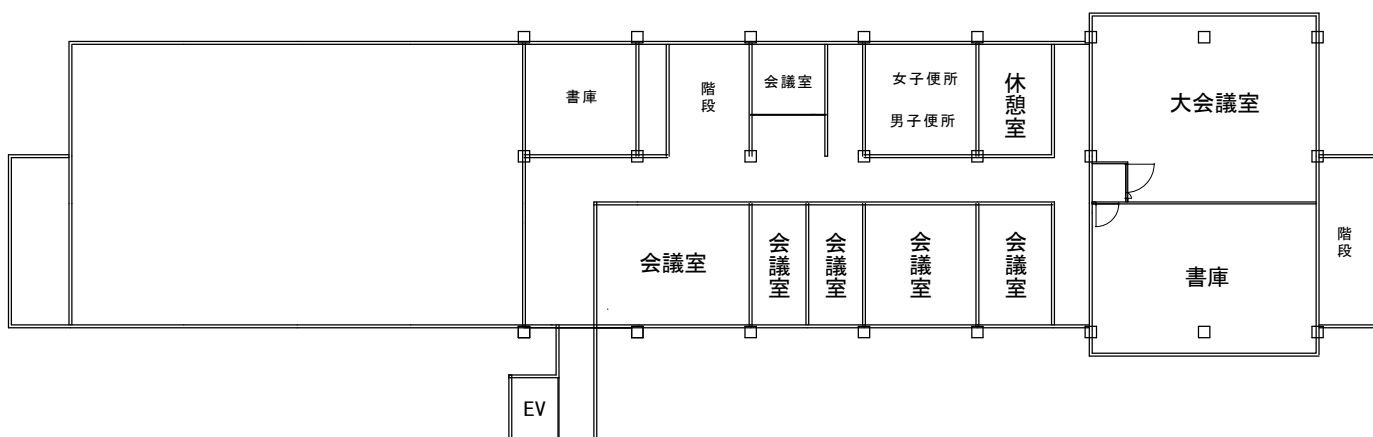 書庫
階段
会議室
女子便所
男子便所
休憩室
大会議室
会議室
会議室
会議室
会議室
会議室
書庫
階段
EV